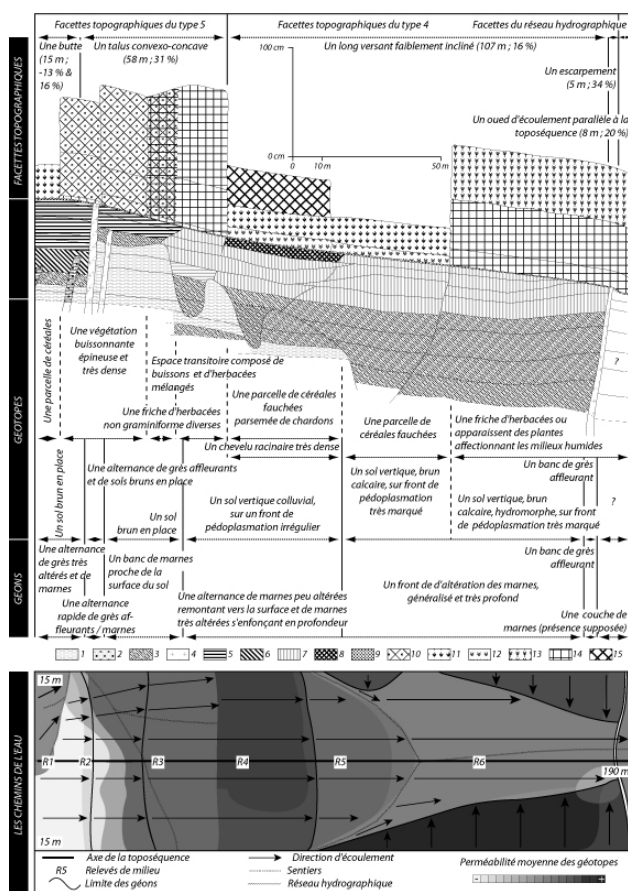 Facettes topographiques du type 5
Facettes topographiques du type 4
Facettes du réseau hydrographique
Une butte
(15 m ;
-13 % &
16 %)
Un talus convexo-concave
(58 m ; 31 %)
Un long versant faiblement incliné (107 m ; 16 %)
Un escarpement
(5 m ; 34 %)
Un oued d'écoulement parallèle à la
toposéquence (8 m ; 20 %)
100 cm
0
0
10 m
50 m
FACETTES TOPOGRAPHIQUES
GEOTOPES
GEONS
LES CHEMINS DE L'EAU
Une parcelle de céréales
Une végétation
buissonnante
épineuse et
très dense
Espace transitoire composé de
buissons et d'herbacées
mélangés
Une friche d'herbacées
non graminiforme diverses
Une parcelle de céréales
fauchées
parsemée de chardons
Un chevelu racinaire très dense
Une parcelle de
céréales fauchées
Une friche d'herbacées ou
apparaissent des plantes
affectionnant les milieux humides
?
Un sol brun en place
Une alternance de grès affleurants
et de sols bruns en place
Un sol
brun en place
Un sol vertique colluvial,
sur un front de
pédoplasmation irrégulier
Un sol vertique, brun
calcaire, sur front de
pédoplasmation
très marqué
Un banc de grès
affleurant
Un sol vertique, brun
calcaire, hydromorphe, sur front
de pédoplasmation très marqué
?
Une alternance
de grès très
altérés et de
marnes
Un banc de marnes
proche de la
surface du sol
Une alternance
rapide de grès af-
fleurants / marnes
Une alternance de marnes peu altérées
remontant vers la surface et de marnes
très altérées s'enfonçant en profondeur
Un front de d'altération des marnes,
généralisé et très profond
Un banc de grès
affleurant
Une couche de
marnes (présence supposée)
1 2 3 4 5 6 7 8 9 10 11 12 13 14 15
15 m
R1 R2 R3 R4 R5 R6
190 m
15 m
Axe de la toposéquence
R5 Relevés de milieu
Limite des géons
Direction d'écoulement
Sentiers
Réseau hydrographique
Perméabilité moyenne des géotopes
- +